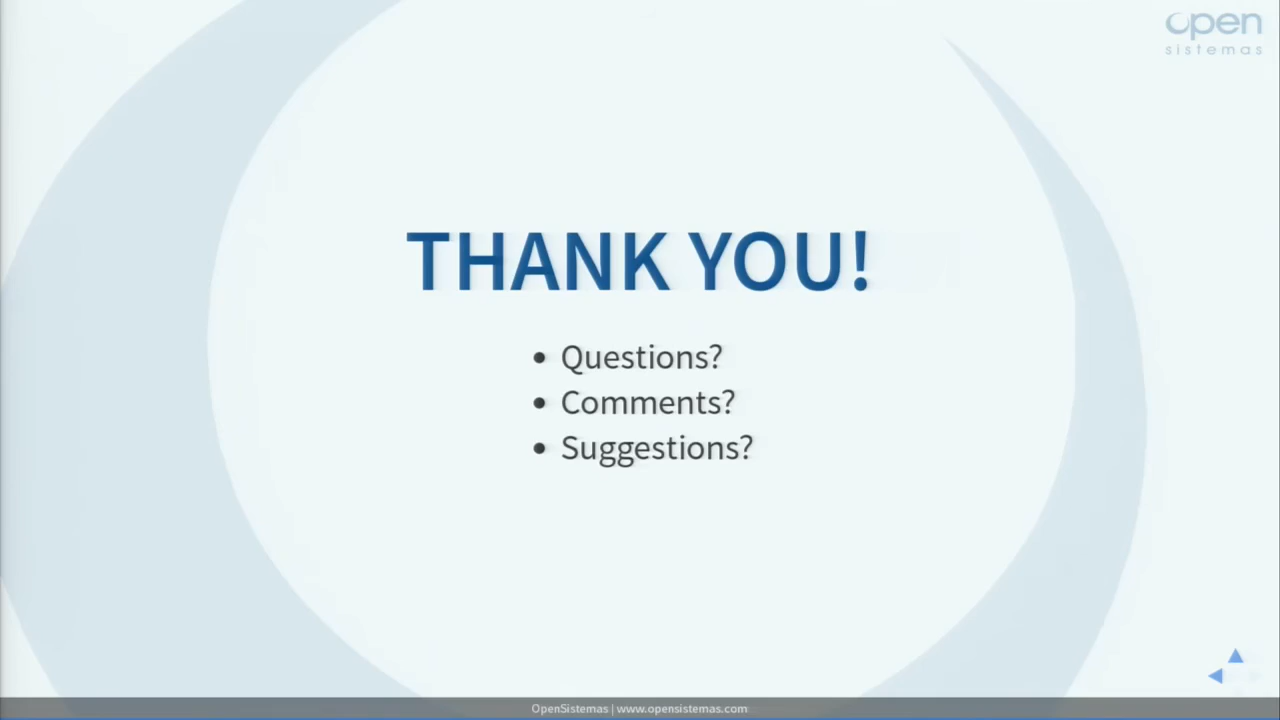 open
sistemas
THANK YOU!
• Questions?
• Comments?
• Suggestions?
OpenSistemas | www.opensistemas.com